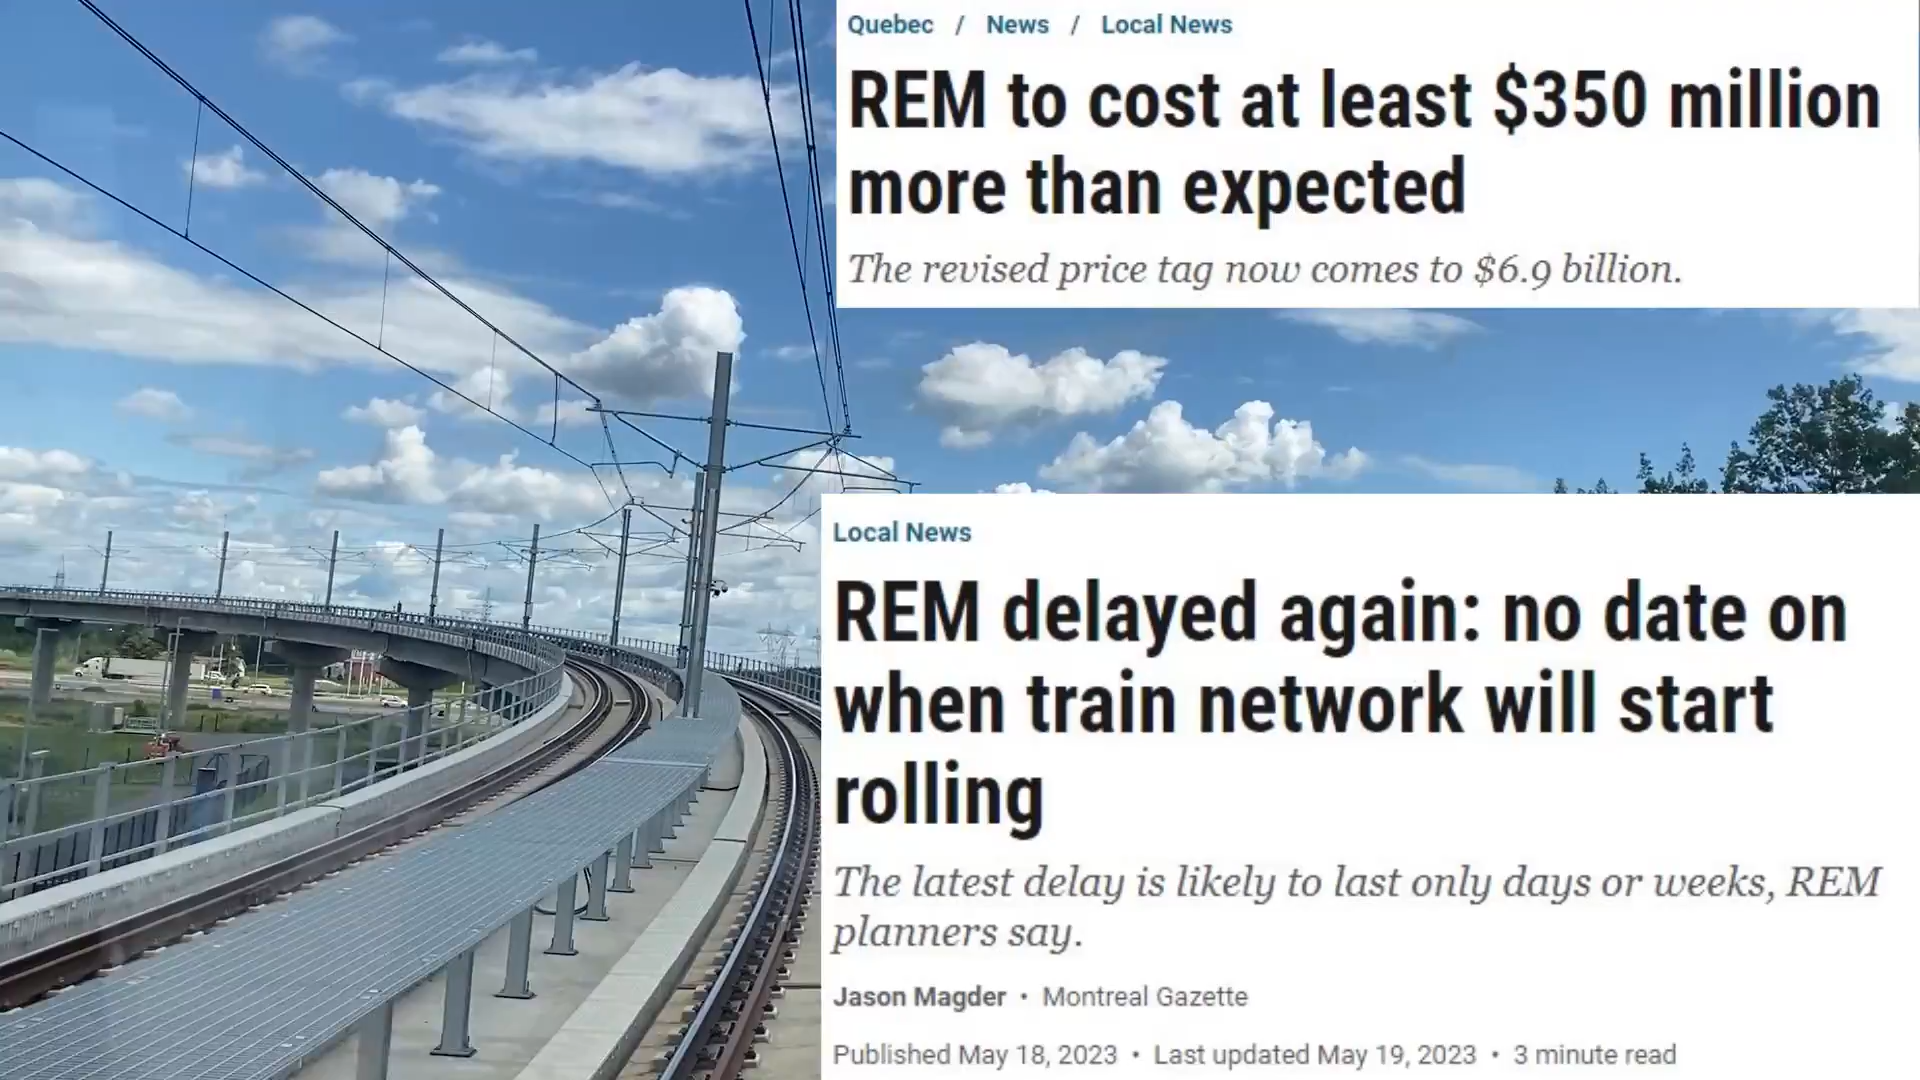 Quebec / News / Local News
REM to cost at least $350 million
more than expected
The revised price tag now comes to $6.9 billion.
Local News
REM delayed again: no date on
when train network will start
rolling
The latest delay is likely to last only days or weeks, REM
planners say.
Jason Magder • Montreal Gazette
Published May 18, 2023 • Last updated May 19, 2023 • 3 minute read